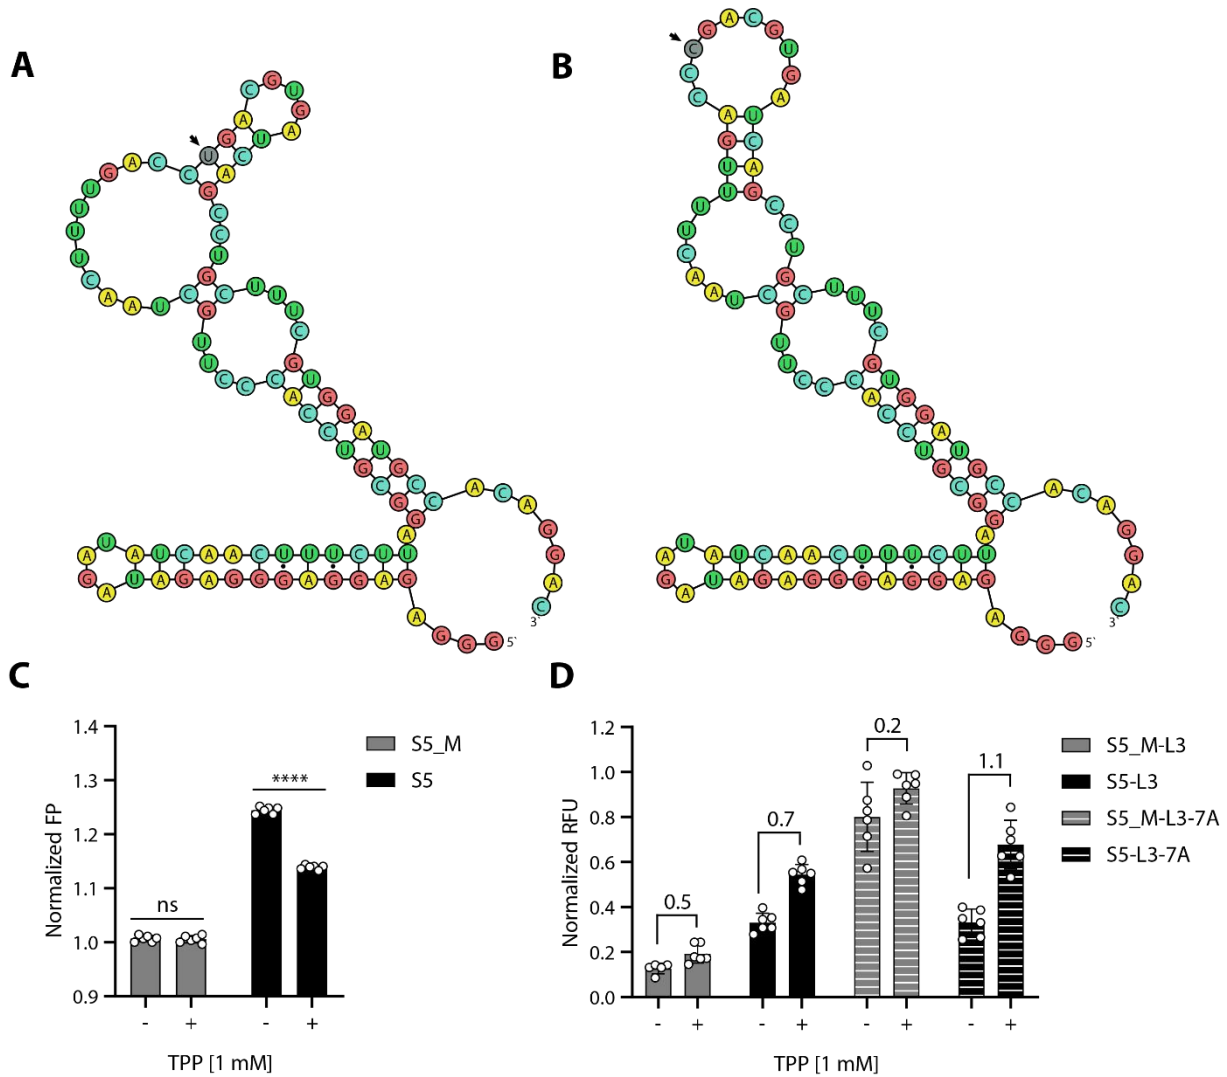 A
GGGAGAGGAGGGAGAUAGAUAUCAACUUUCUUAGGCGUCCACCCUUGCUAACUUUUGACCUGACGUGAUCAGCCUGCUUUCGUGGAUGCCACAGGAC
5`
3`
B
GGGAGAGGAGGGAGAUAGAUAUCAACUUUCUUAGGCGUCCACCCUUGCUAACUUUUGACCCGACGUGAUCAGCCUGCUUUCGUGGAUGCCACAGGAC
5`
3`
C
Normalized FP
1.4
1.3
1.2
1.1
1.0
0.9
ns
****
- + - +
TPP [1 mM]
S5_M
S5
D
Normalized RFU
1.2
1.0
0.8
0.6
0.4
0.2
0.0
0.5
0.7
0.2
1.1
- + - + - + - +
TPP [1 mM]
S5_M-L3
S5-L3
S5_M-L3-7A
S5-L3-7A